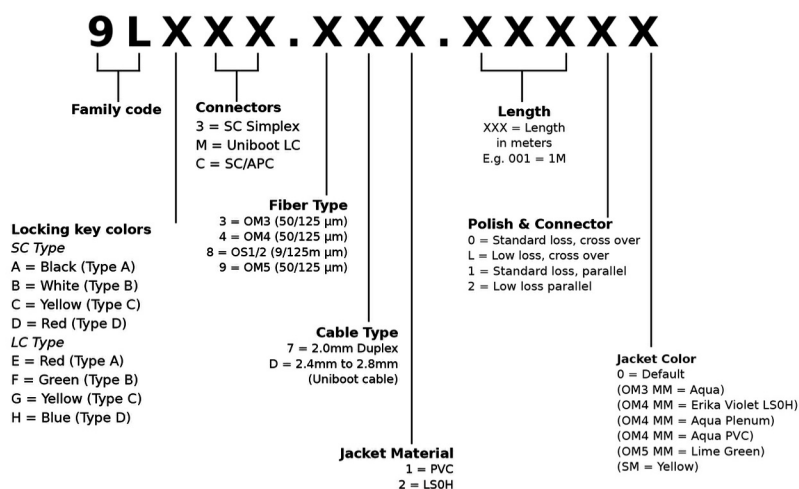 9LXXX.XXX.XXXXX
Family code
Connectors
3 = SC Simplex
M = Uniboot LC
C = SC/APC
Length
XXX = Length
in meters
E.g. 001 = 1M
Fiber Type
3 = OM3 (50/125 µm)
4 = OM4 (50/125 µm)
8 = OS1/2 (9/125m µm)
9 = OM5 (50/125 µm)
Locking key colors
SC Type
A = Black (Type A)
B = White (Type B)
C = Yellow (Type C)
D = Red (Type D)
LC Type
E = Red (Type A)
F = Green (Type B)
G = Yellow (Type C)
H = Blue (Type D)
Polish & Connector
0 = Standard loss, cross over
L = Low loss, cross over
1 = Standard loss, parallel
2 = Low loss parallel
Cable Type
7 = 2.0mm Duplex
D = 2.4mm to 2.8mm
(Uniboot cable)
Jacket Color
0 = Default
(OM3 MM = Aqua)
(OM4 MM = Erika Violet LS0H)
(OM4 MM = Aqua Plenum)
(OM4 MM = Aqua PVC)
(OM5 MM = Lime Green)
(SM = Yellow)
Jacket Material
1 = PVC
2 = LS0H